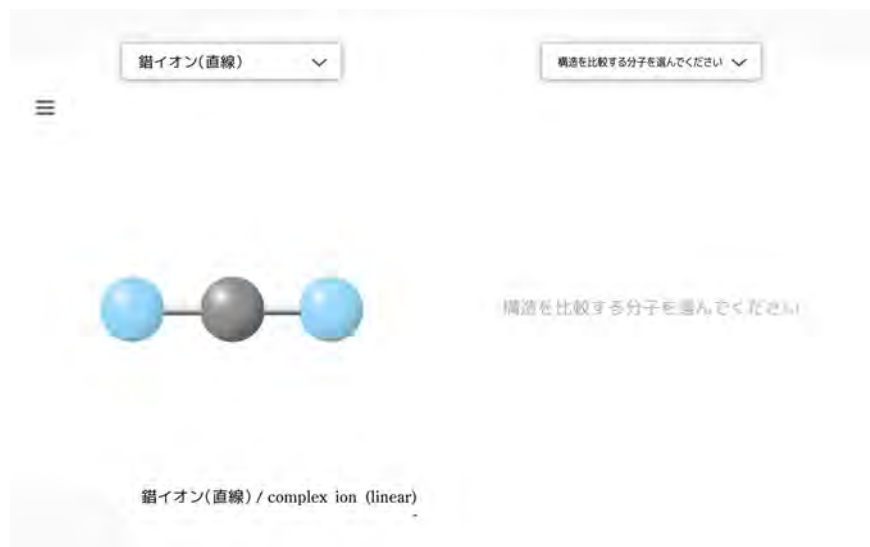 錯イオン(直線)
構造を比較する分子を選んでください
構造を比較する分子を選んでください
錯イオン(直線) / complex ion (linear)